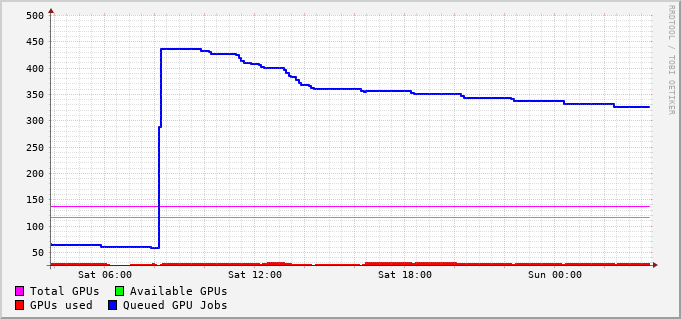 500
450
400
350
300
250
200
150
100
50
Sat 06:00 Sat 12:00 Sat 18:00 Sun 00:00
Total GPUs Available GPUs
GPUs used Queued GPU Jobs
RRDTOOL / TOBI OETIKER